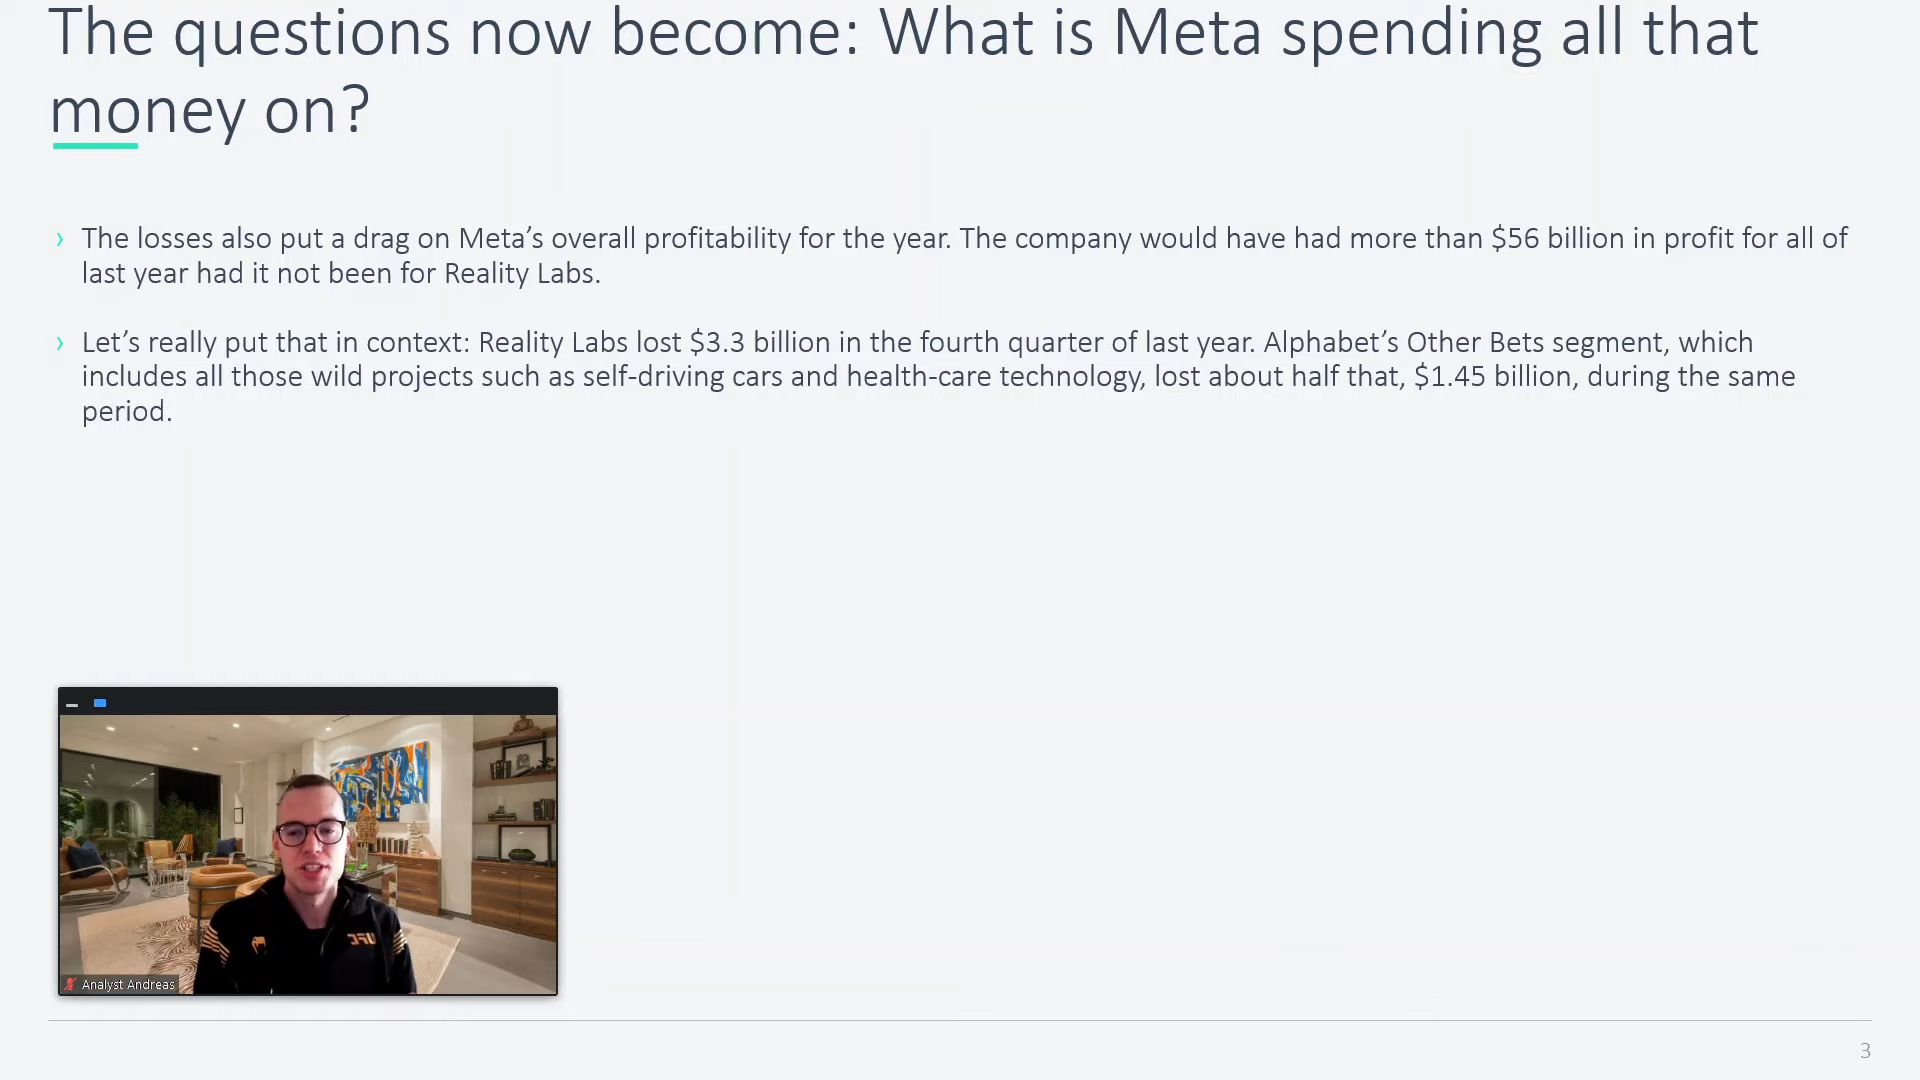 The questions now become: What is Meta spending all that
money on?
› The losses also put a drag on Meta’s overall profitability for the year. The company would have had more than $56 billion in profit for all of
last year had it not been for Reality Labs.
› Let’s really put that in context: Reality Labs lost $3.3 billion in the fourth quarter of last year. Alphabet’s Other Bets segment, which
includes all those wild projects such as self-driving cars and health-care technology, lost about half that, $1.45 billion, during the same
period.
UFC
Analyst Andreas
3